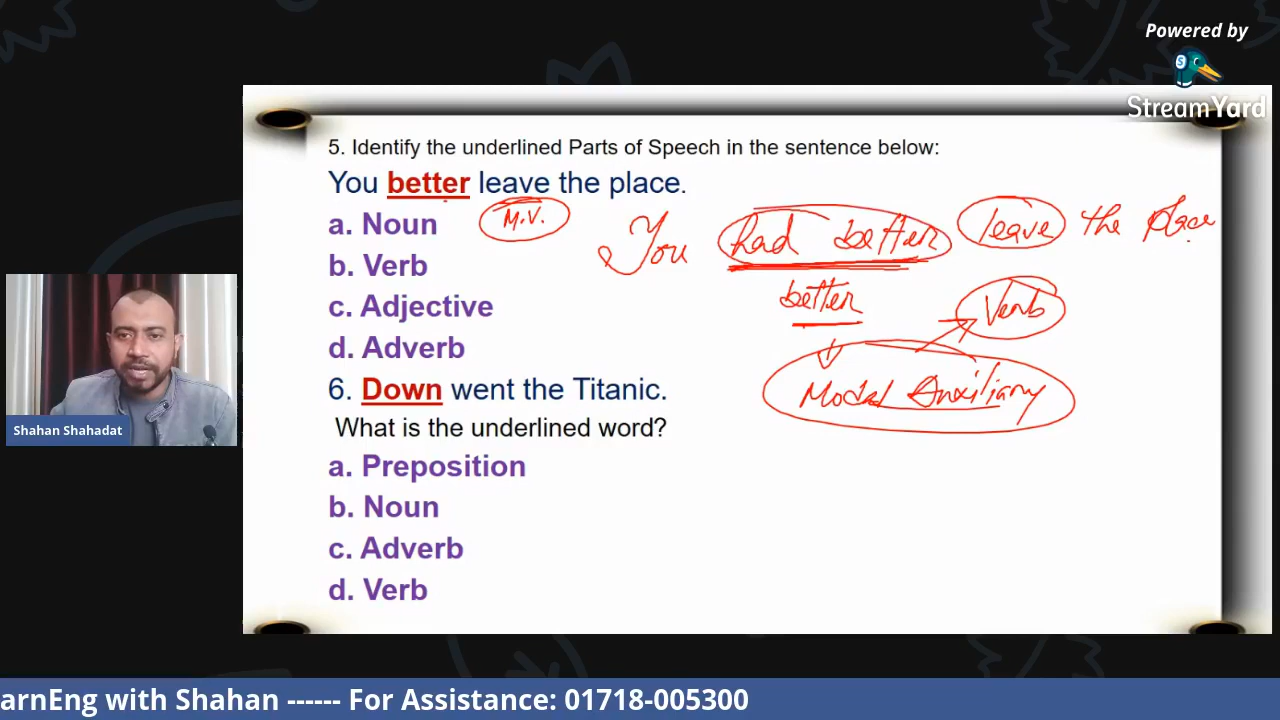 Powered by
StreamYard
5. Identify the underlined Parts of Speech in the sentence below:
You better leave the place.
a. Noun
M.V.
You had better leave the place
b. Verb
better
Verb
c. Adjective
d. Adverb
Modal Auxiliary
6. Down went the Titanic.
What is the underlined word?
a. Preposition
b. Noun
c. Adverb
d. Verb
Shahan Shahadat
arnEng with Shahan ------ For Assistance: 01718-005300